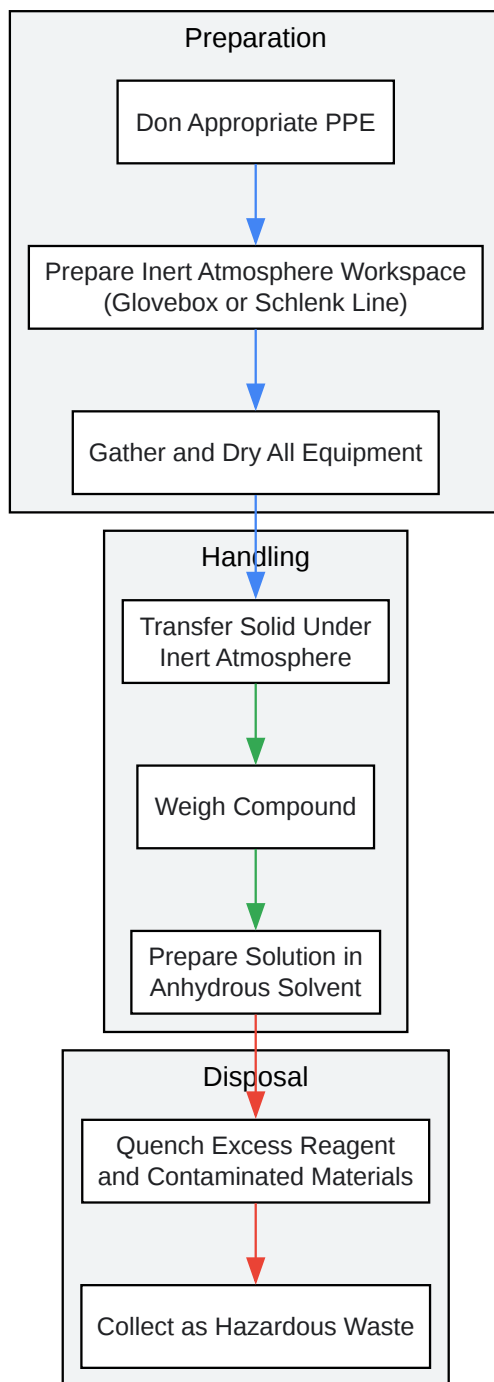 Preparation
Don Appropriate PPE
Prepare Inert Atmosphere Workspace
(Glovebox or Schlenk Line)
Gather and Dry All Equipment
Handling
Transfer Solid Under
Inert Atmosphere
Weigh Compound
Prepare Solution in
Anhydrous Solvent
Disposal
Quench Excess Reagent
and Contaminated Materials
Collect as Hazardous Waste